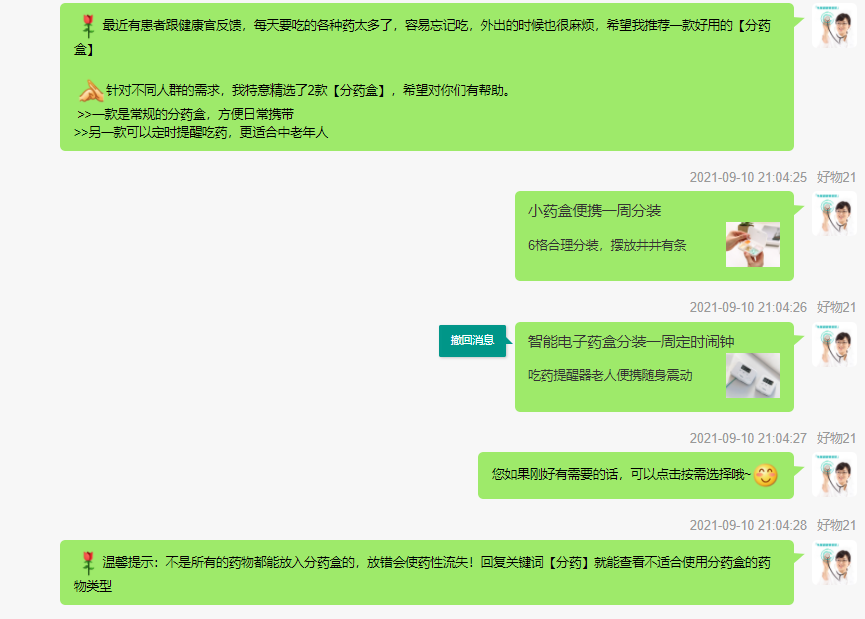 最近有患者跟健康官反馈，每天要吃的各种药太多了，容易忘记吃，外出的时候也很麻烦，希望我推荐一款好用的【分药
盒】
针对不同人群的需求，我特意精选了2款【分药盒】，希望对你们有帮助。
>>一款是常规的分药盒，方便日常携带
>>另一款可以定时提醒吃药，更适合中老年人
2021-09-10 21:04:25 好物21
小药盒便携一周分装
6格合理分装，摆放井井有条
2021-09-10 21:04:26 好物21
撤回消息
智能电子药盒分装一周定时闹钟
吃药提醒器老人便携随身震动
2021-09-10 21:04:27 好物21
您如果刚好有需要的话，可以点击按需选择哦~
2021-09-10 21:04:28 好物21
温馨提示：不是所有的药物都能放入分药盒的，放错会使药性流失！回复关键词【分药】就能查看不适合使用分药盒的药
物类型